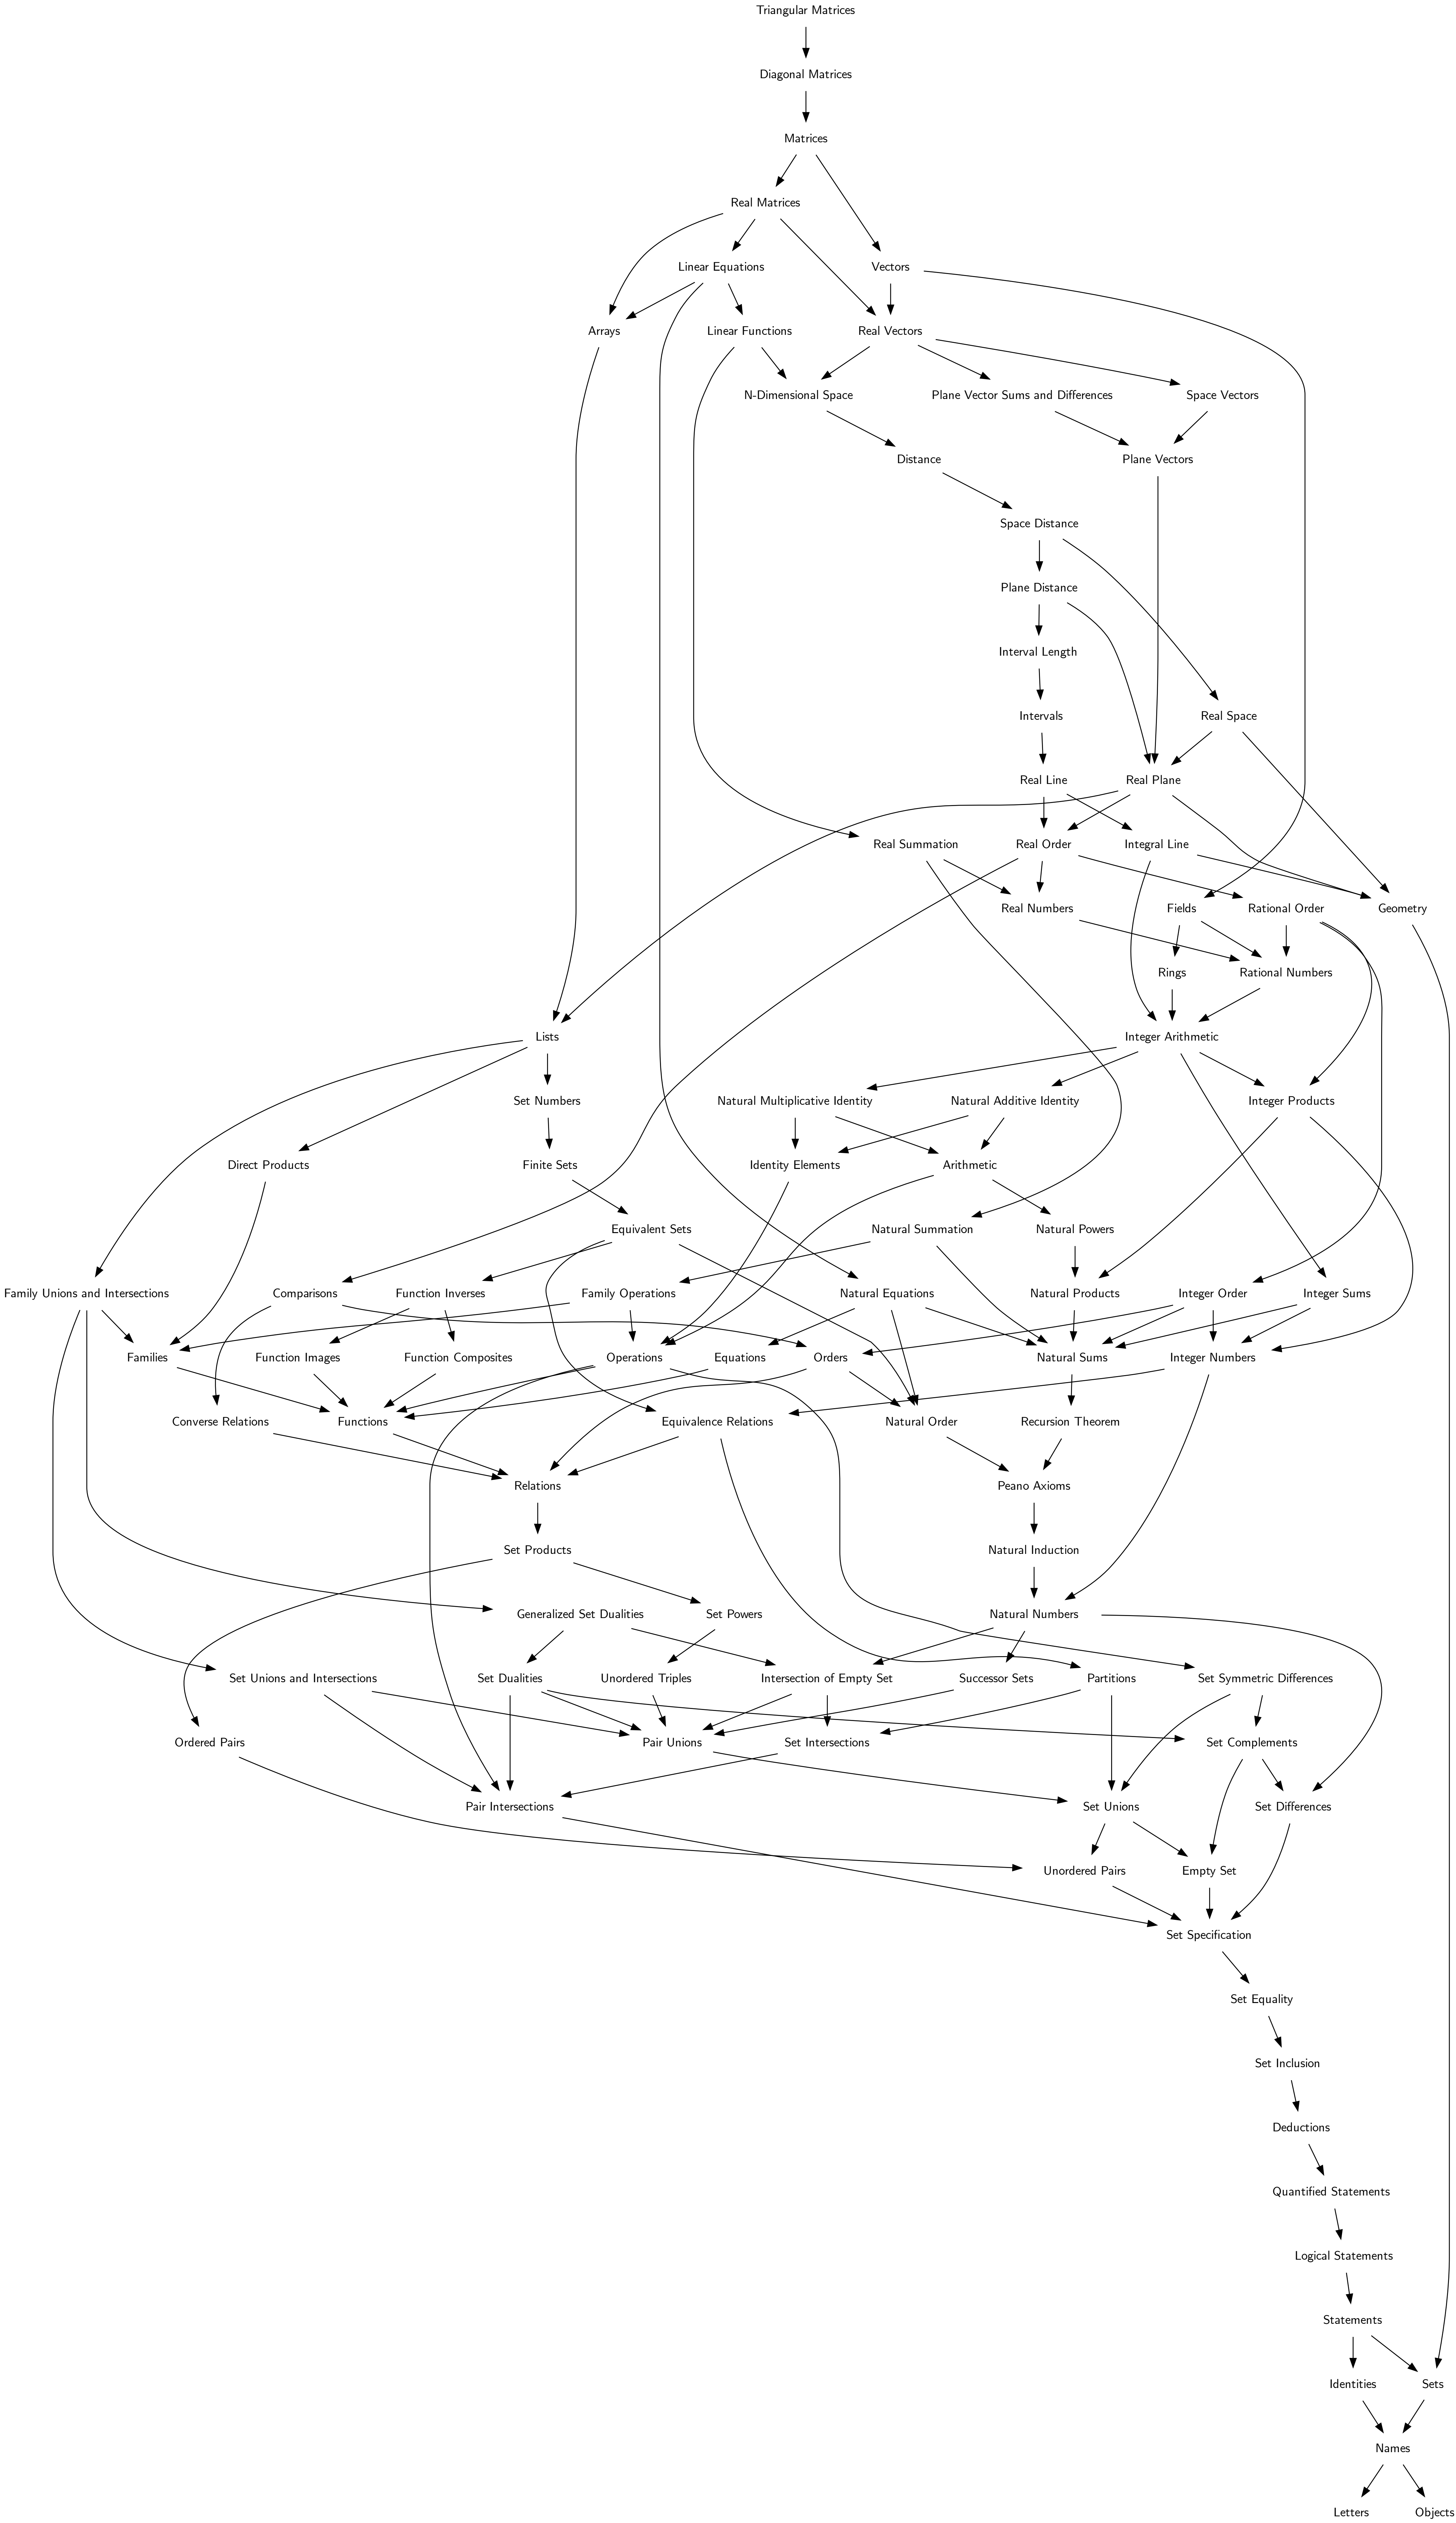 Triangular Matrices
Diagonal Matrices
Matrices
Real Matrices
Linear Equations
Vectors
Arrays
Linear Functions
Real Vectors
N-Dimensional Space
Plane Vector Sums and Differences
Space Vectors
Distance
Plane Vectors
Space Distance
Plane Distance
Interval Length
Intervals
Real Space
Real Line
Real Plane
Real Summation
Real Order
Integral Line
Real Numbers
Fields
Rational Order
Geometry
Rings
Rational Numbers
Lists
Integer Arithmetic
Set Numbers
Natural Multiplicative Identity
Natural Additive Identity
Integer Products
Direct Products
Finite Sets
Identity Elements
Arithmetic
Equivalent Sets
Natural Summation
Natural Powers
Family Unions and Intersections
Comparisons
Function Inverses
Family Operations
Natural Equations
Natural Products
Integer Order
Integer Sums
Families
Function Images
Function Composites
Operations
Equations
Orders
Natural Sums
Integer Numbers
Converse Relations
Functions
Equivalence Relations
Natural Order
Recursion Theorem
Relations
Peano Axioms
Set Products
Natural Induction
Generalized Set Dualities
Set Powers
Natural Numbers
Set Unions and Intersections
Set Dualities
Unordered Triples
Intersection of Empty Set
Successor Sets
Partitions
Set Symmetric Differences
Ordered Pairs
Pair Unions
Set Intersections
Set Complements
Pair Intersections
Set Unions
Set Differences
Unordered Pairs
Empty Set
Set Specification
Set Equality
Set Inclusion
Deductions
Quantified Statements
Logical Statements
Statements
Identities
Sets
Names
Letters
Objects